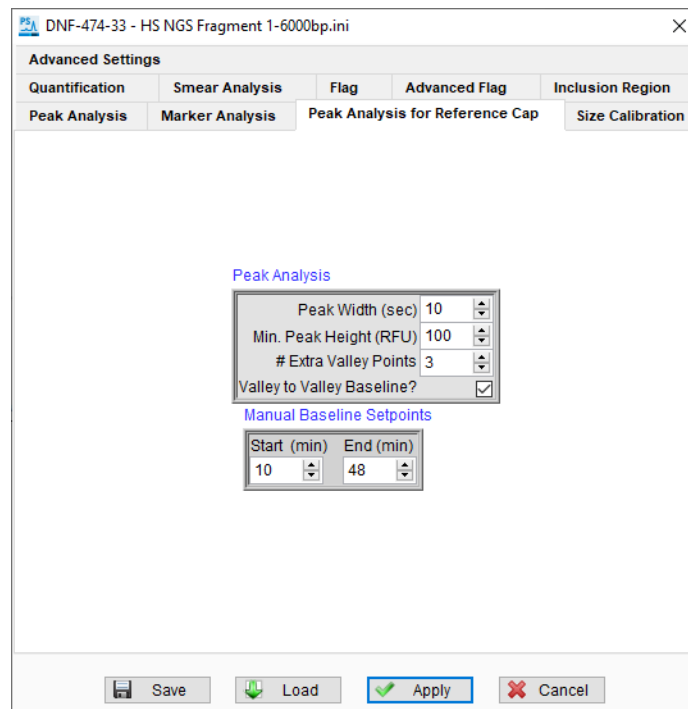 DNF-474-33 - HS NGS Fragment 1-6000bp.ini
Advanced Settings
Quantification Smear Analysis Flag Advanced Flag Inclusion Region
Peak Analysis Marker Analysis Peak Analysis for Reference Cap Size Calibration
Peak Analysis
Peak Width (sec) 10
Min. Peak Height (RFU) 100
# Extra Valley Points 3
Valley to Valley Baseline?
Manual Baseline Setpoints
Start (min) End (min)
10 48
Save Load Apply Cancel